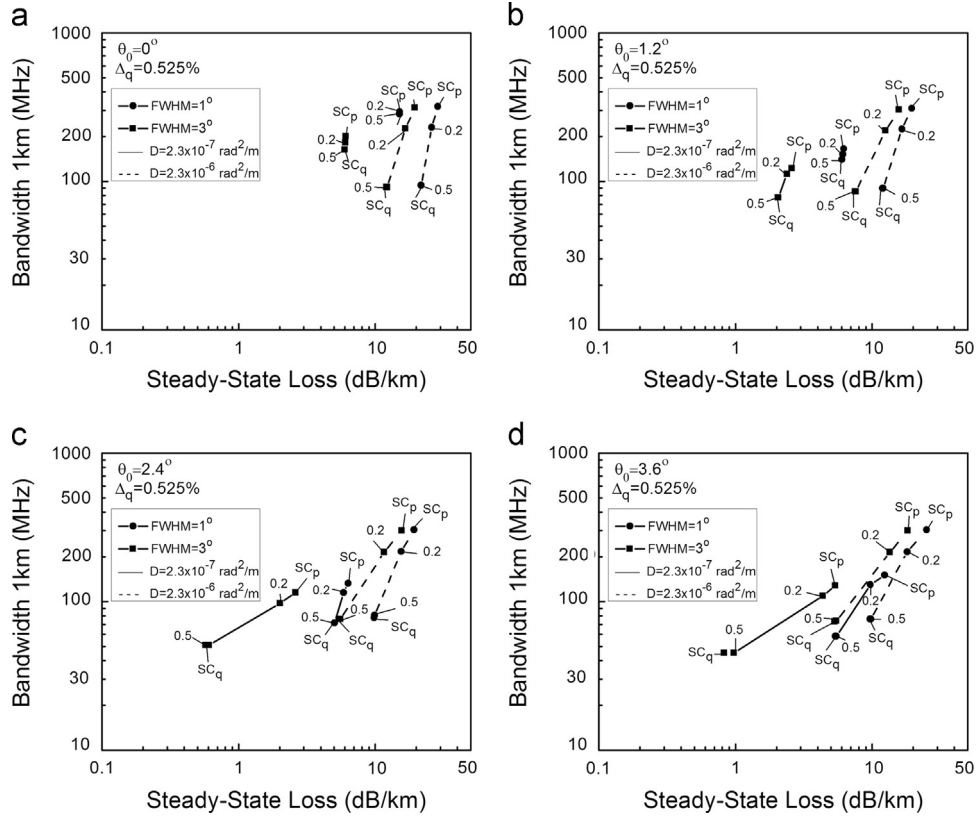 a
1000
500
200
100
30
10
Bandwidth 1km (MHz)
θ0=0°
Δq=0.525%
FWHM=1°
FWHM=3°
D=2.3x10-7 rad2/m
D=2.3x10-6 rad2/m
SCp
0.2
0.5
SCq
0.2
0.5
SCp
SCp
0.2
0.2
0.5
SCq
0.5
SCq
0.1
1
10
50
Steady-State Loss (dB/km)
b
1000
500
200
100
30
10
Bandwidth 1km (MHz)
θ0=1.2°
Δq=0.525%
FWHM=1°
FWHM=3°
D=2.3x10-7 rad2/m
D=2.3x10-6 rad2/m
SCp
SCp
0.2
0.2
SCp
0.2
0.5
SCq
SCp
0.2
0.5
SCq
0.5
SCq
0.5
SCq
0.1
1
10
50
Steady-State Loss (dB/km)
c
1000
500
200
100
30
10
Bandwidth 1km (MHz)
θ0=2.4°
Δq=0.525%
FWHM=1°
FWHM=3°
D=2.3x10-7 rad2/m
D=2.3x10-6 rad2/m
SCp
SCp
0.2
0.2
SCp
SCp
0.2
0.2
0.5
0.5
0.5
0.5
SCq
SCq
SCq
0.1
1
10
50
Steady-State Loss (dB/km)
d
1000
500
200
100
30
10
Bandwidth 1km (MHz)
θ0=3.6°
Δq=0.525%
FWHM=1°
FWHM=3°
D=2.3x10-7 rad2/m
D=2.3x10-6 rad2/m
SCp
SCp
0.2
0.2
SCp
0.2
SCp
0.2
0.5
0.5
0.5
0.5
SCq
SCq
SCq
SCq
0.1
1
10
50
Steady-State Loss (dB/km)